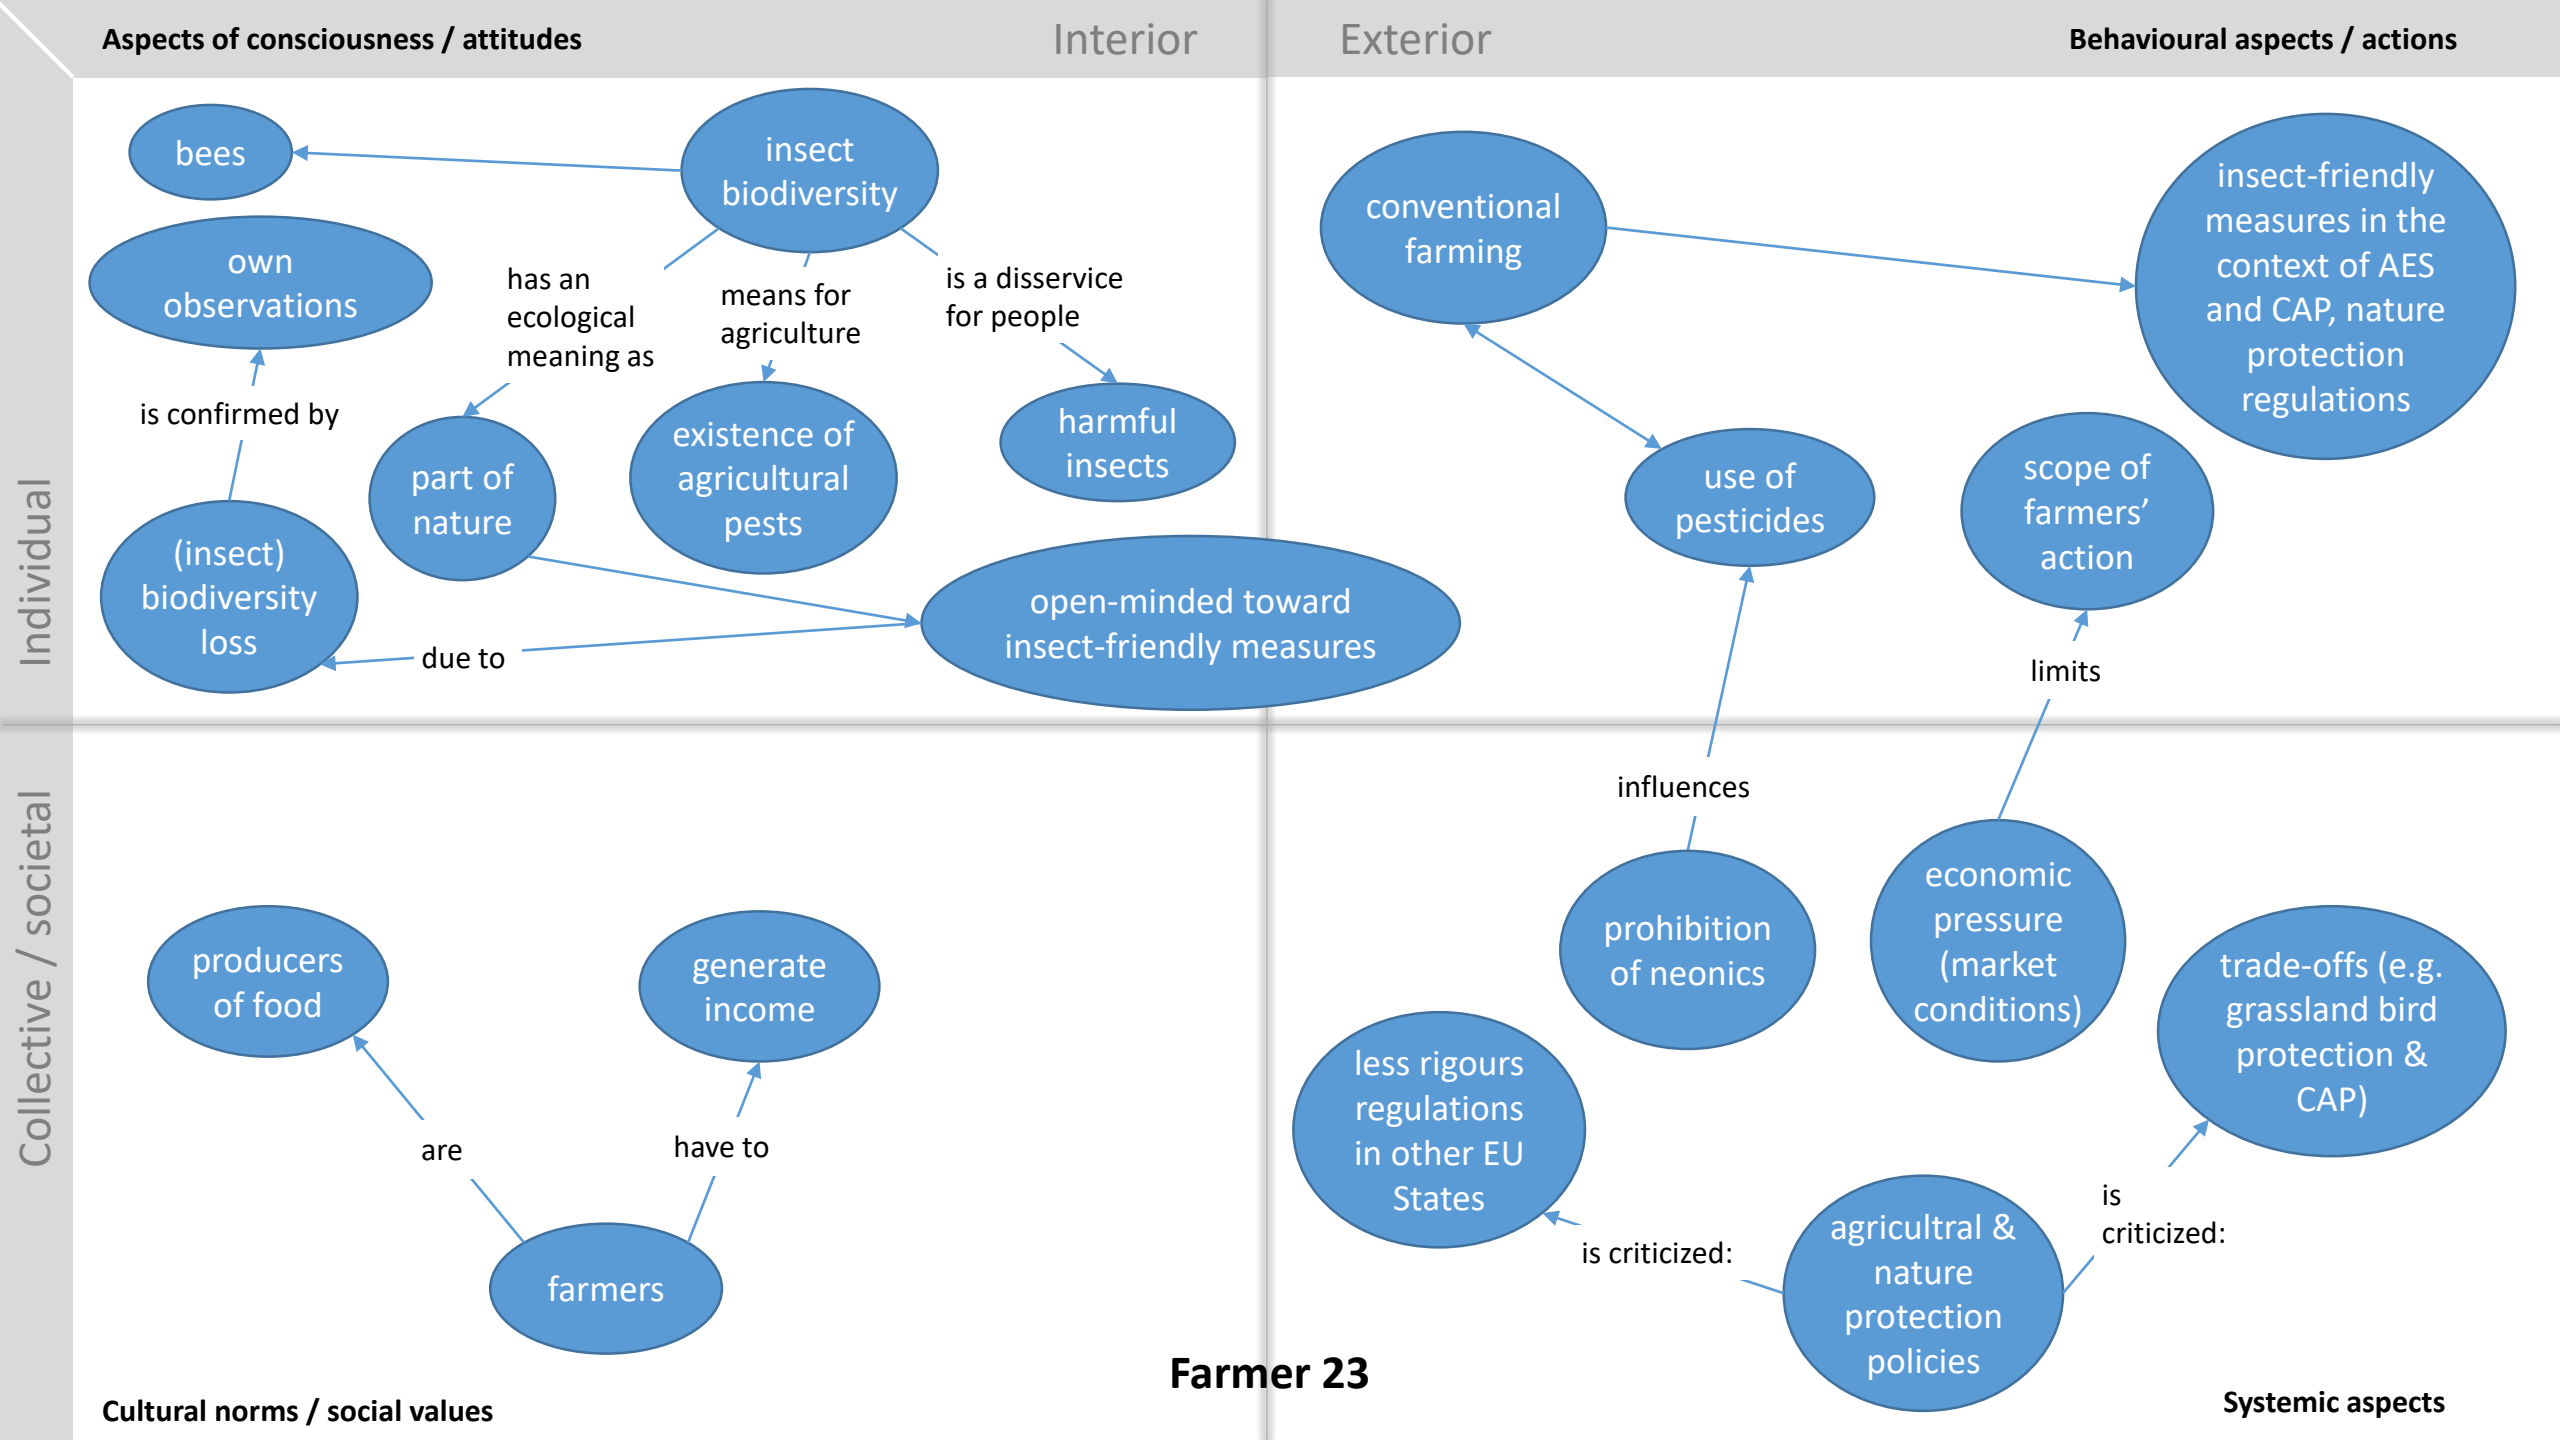 Aspects of consciousness / attitudes
Interior
Exterior
Behavioural aspects / actions
Individual
Collective / societal
bees
insect
biodiversity
own
observations
has an
ecological
meaning as
means for
agriculture
is a disservice
for people
is confirmed by
part of
nature
existence of
agricultural
pests
harmful
insects
(insect)
biodiversity
loss
due to
open-minded toward
insect-friendly measures
conventional
farming
insect-friendly
measures in the
context of AES
and CAP, nature
protection
regulations
use of
pesticides
scope of
farmers’
action
limits
influences
producers
of food
generate
income
are
have to
farmers
prohibition
of neonics
economic
pressure
(market
conditions)
trade-offs (e.g.
grassland bird
protection &
CAP)
less rigours
regulations
in other EU
States
is criticized:
agricultral &
nature
protection
policies
is
criticized:
Farmer 23
Cultural norms / social values
Systemic aspects